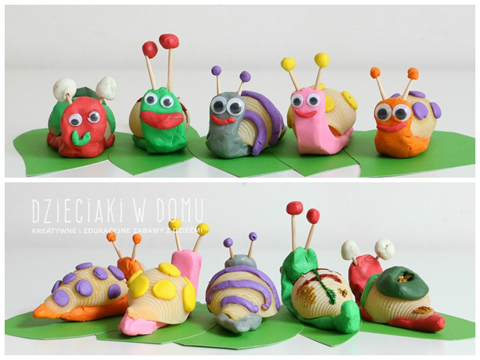 DZIECIAKI W DOMU
KREATYWNE I EDUKACYJNE ZABAWY Z DZIEĆMI